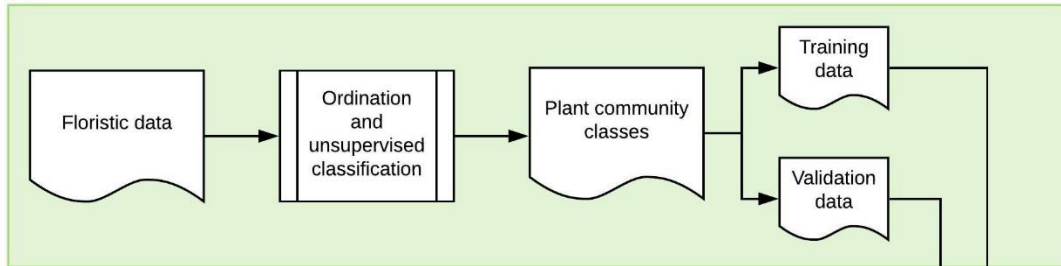 Floristic data
Ordination
and
unsupervised
classification
Plant community
classes
Training
data
Validation
data